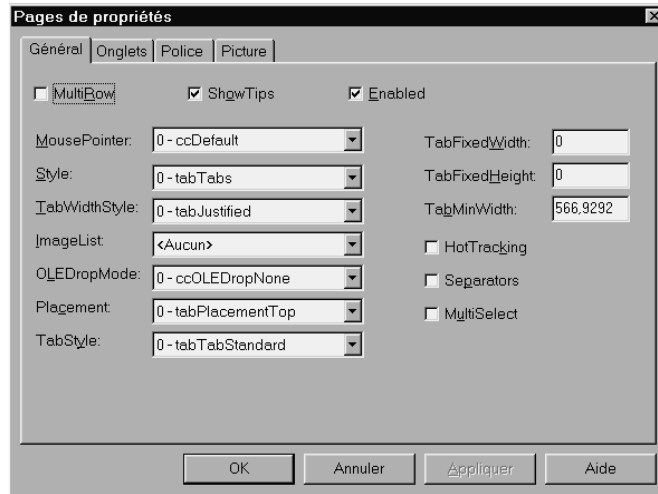 Pages de propriétés
Général Onglets Police Picture
MultiRow ShowTips Enabled
MousePointer: 0 - ccDefault TabFixedWidth: 0
Style: 0 - tabTabs TabFixedHeight: 0
TabWidthStyle: 0 - tabJustified TabMinWidth: 566,9292
ImageList: <Aucun> HotTracking
OLEDropMode: 0 - ccOLEDropNone Separators
Placement: 0 - tabPlacementTop MultiSelect
TabStyle: 0 - tabTabStandard
OK Annuler Appliquer Aide